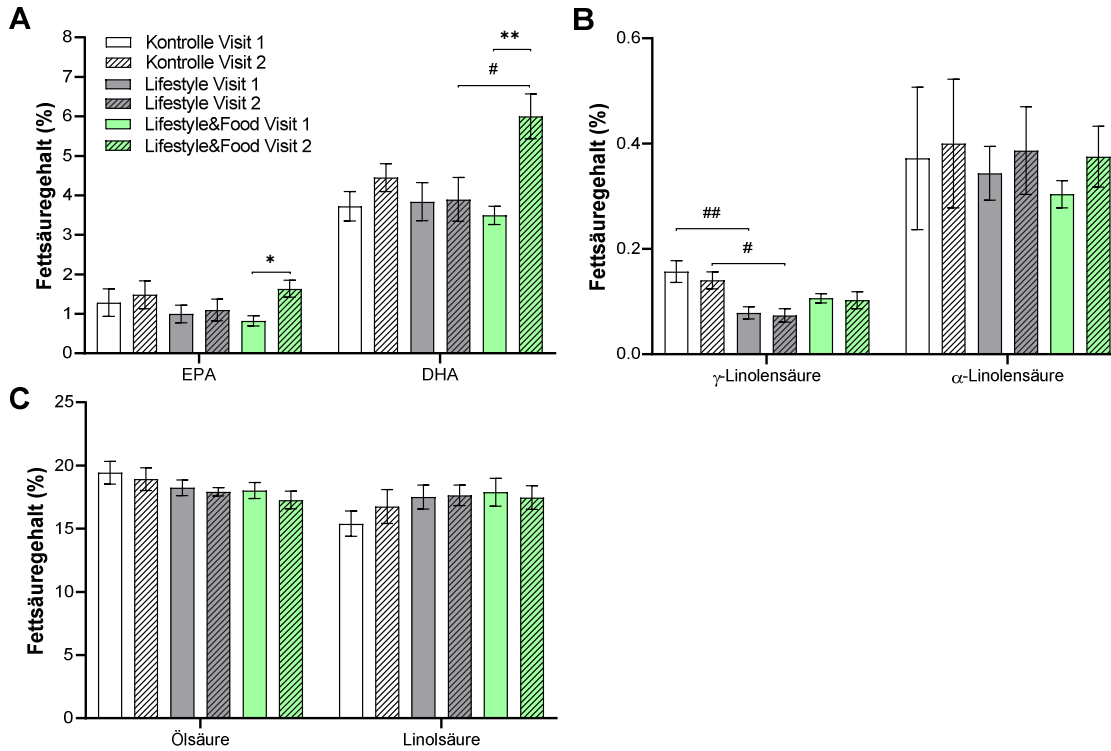 A
8
7
6
5
4
3
2
1
0
Fettsäuregehalt (%)
Kontrolle Visit 1
Kontrolle Visit 2
Lifestyle Visit 1
Lifestyle Visit 2
Lifestyle&Food Visit 1
Lifestyle&Food Visit 2
*
#
**
EPA
DHA
B
0.6
0.4
0.2
0.0
Fettsäuregehalt (%)
##
#
γ-Linolensäure
α-Linolensäure
C
25
20
15
10
5
0
Fettsäuregehalt (%)
Ölsäure
Linolsäure